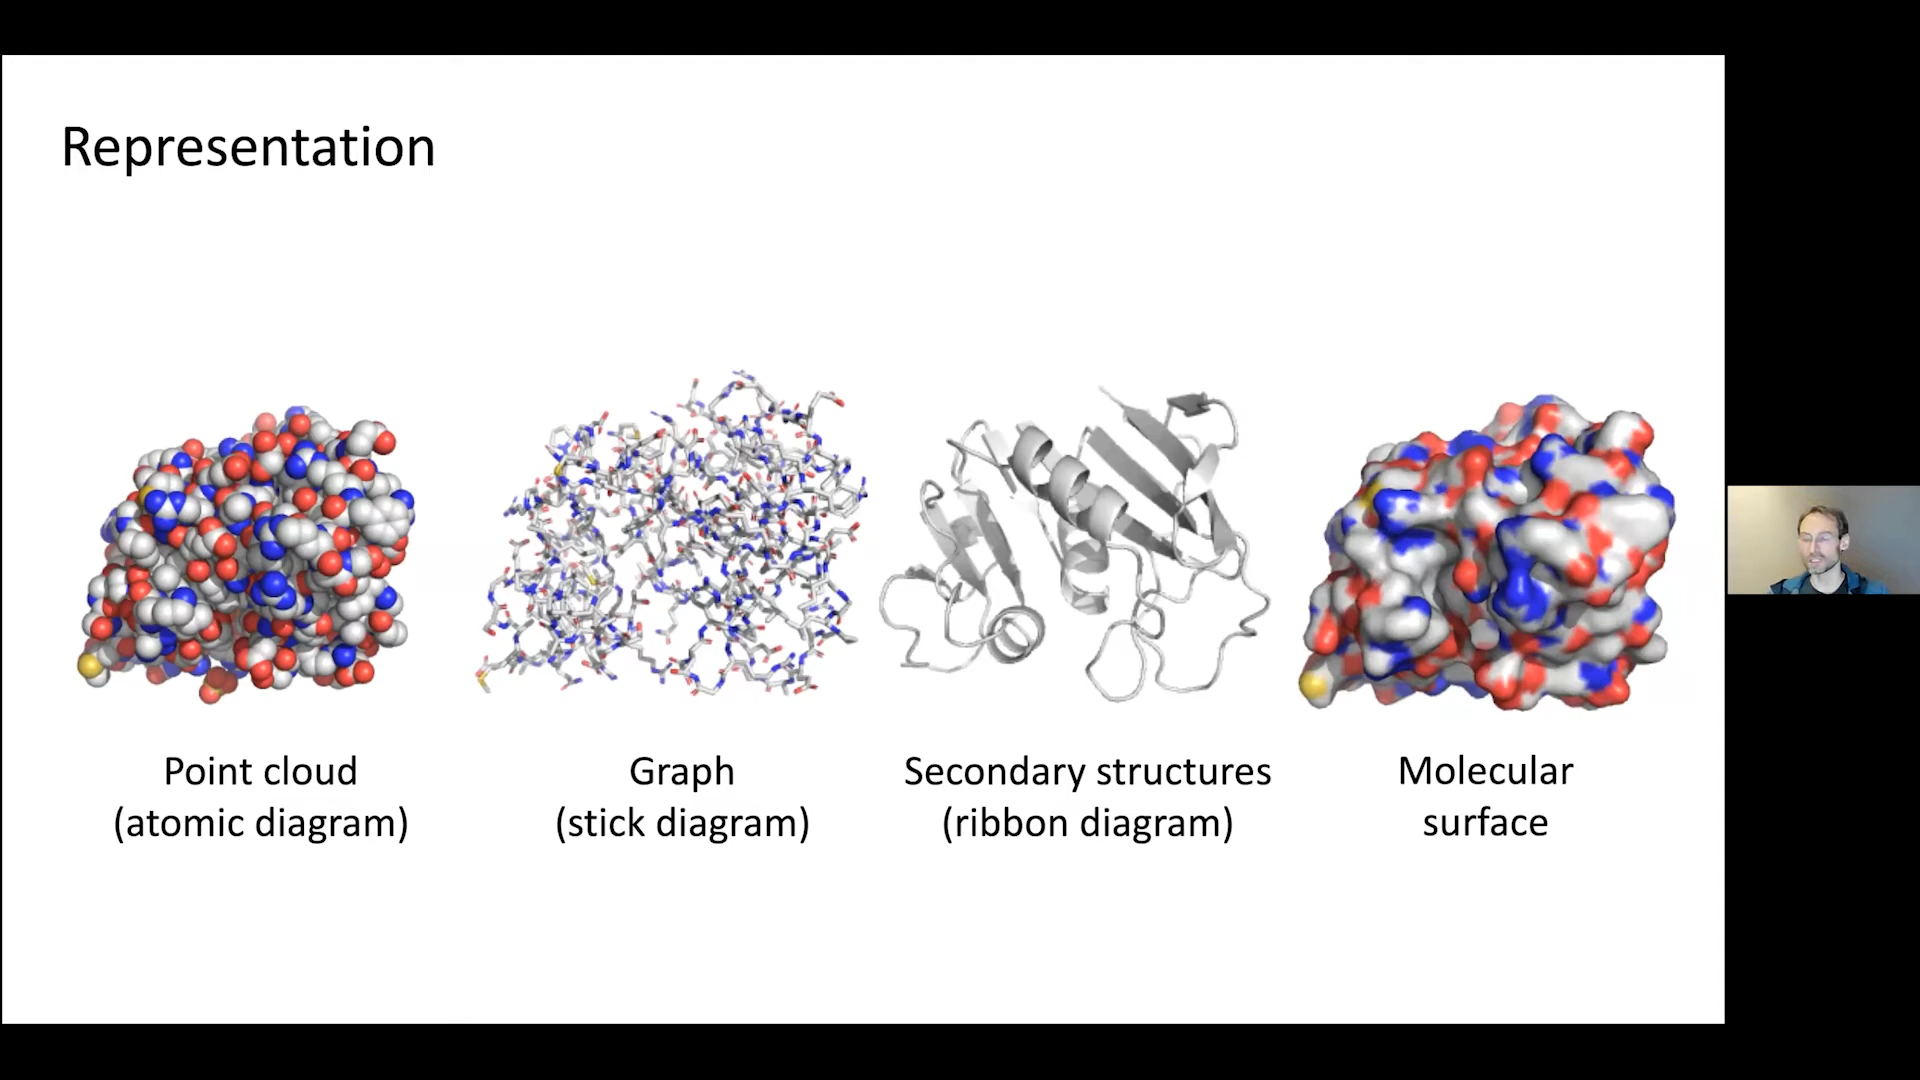 Representation
Point cloud
(atomic diagram)
Graph
(stick diagram)
Secondary structures
(ribbon diagram)
Molecular
surface